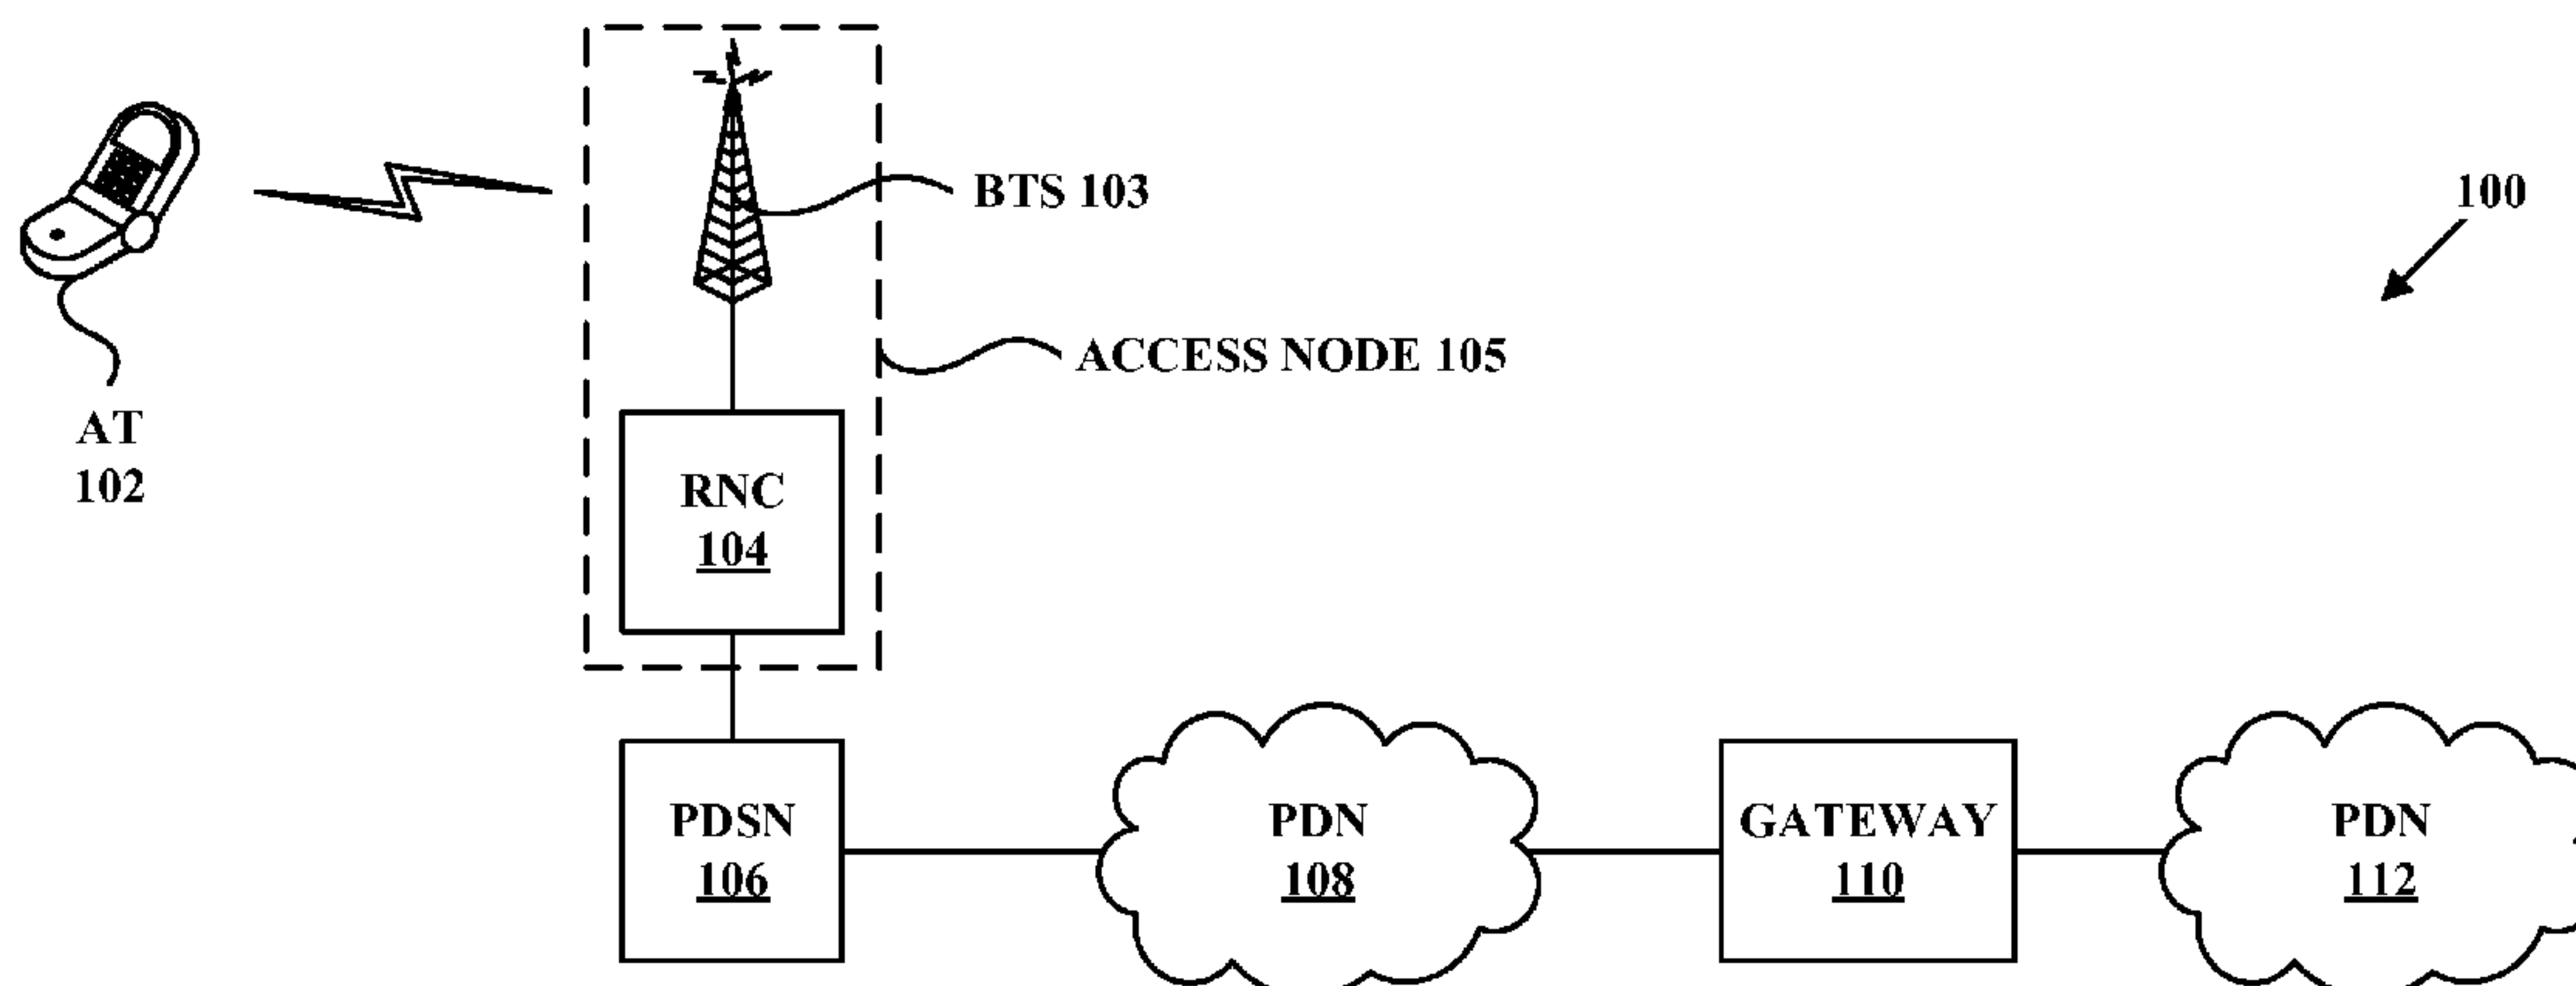 BTS 103
100
ACCESS NODE 105
AT
102
RNC
104
PDSN
106
PDN
108
GATEWAY
110
PDN
112